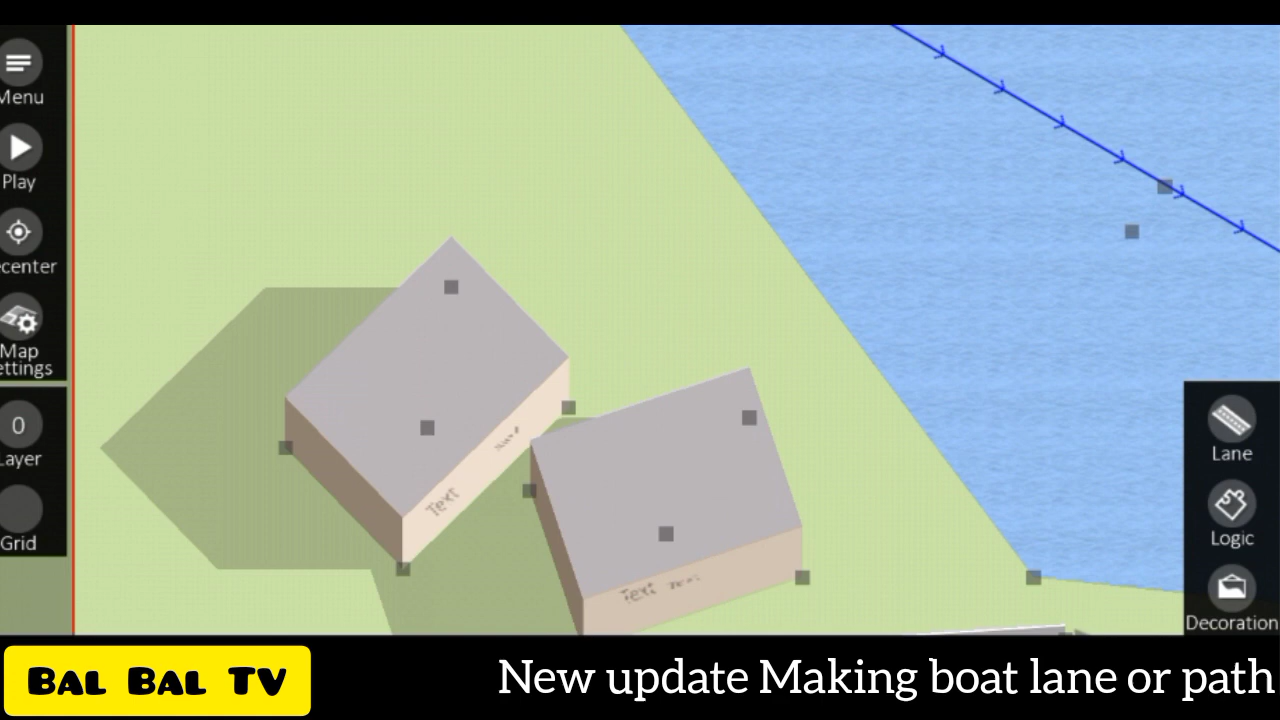 Menu
Play
ecenter
Map
ettings
0
Layer
Grid
Text
Text
Lane
Logic
Decoration
BAL BAL TV
New update Making boat lane or path